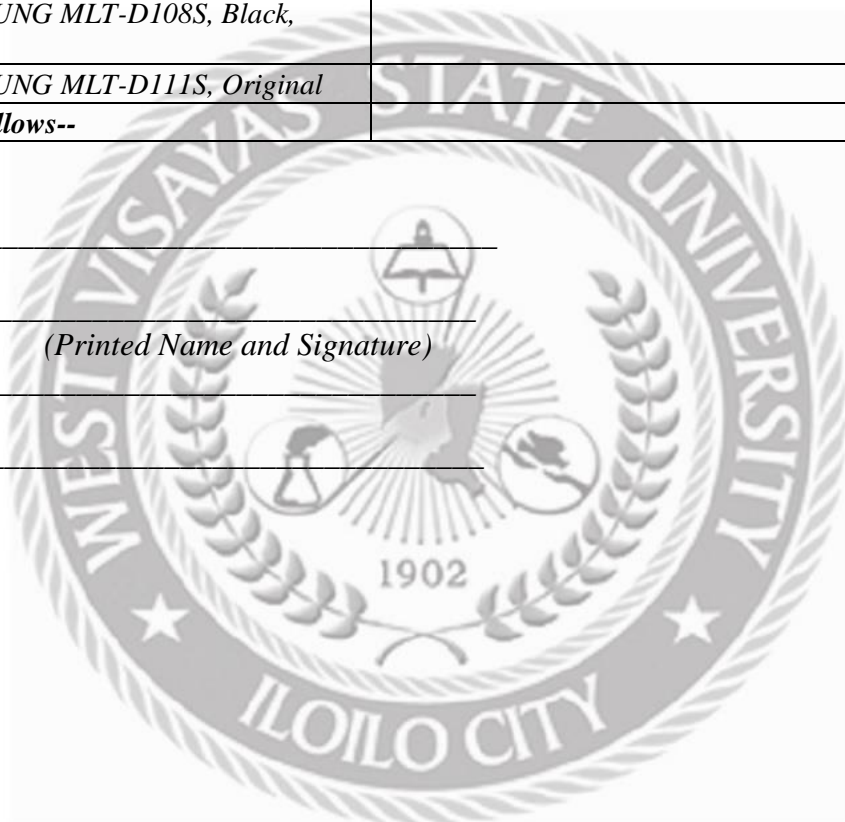 UNG MLT-D108S, Black,
UNG MLT-D111S, Original
llows--
(Printed Name and Signature)
WEST VISAYAS STATE UNIVERSITY
1902
ILOILO CITY